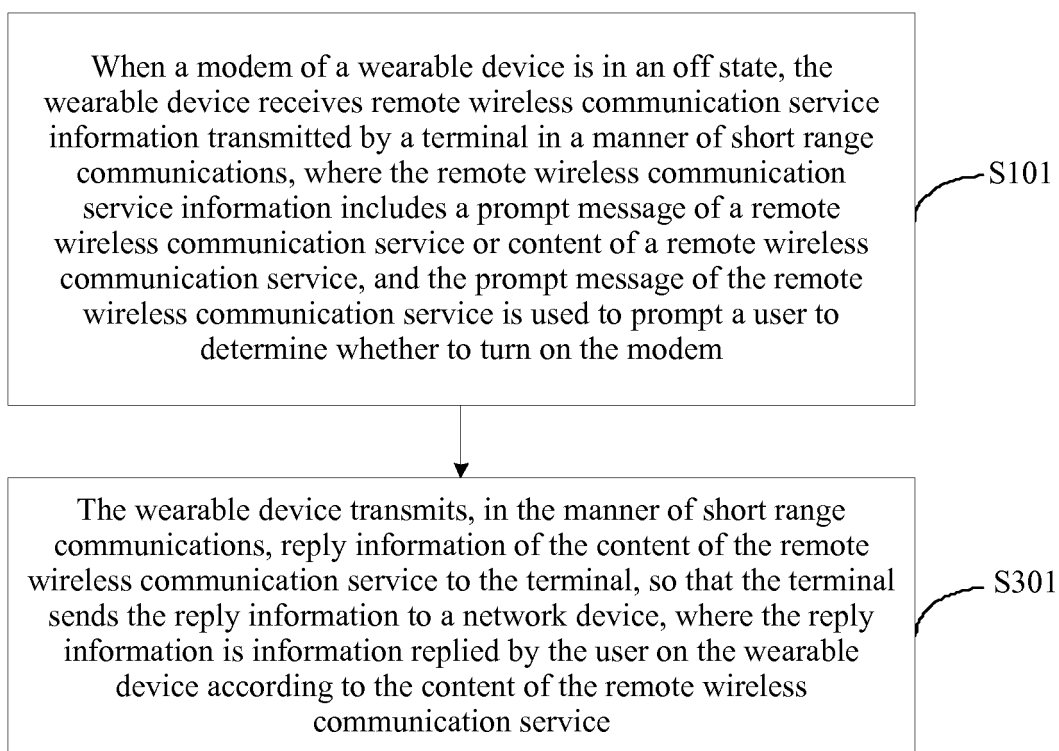 When a modem of a wearable device is in an off state, the
wearable device receives remote wireless communication service
information transmitted by a terminal in a manner of short range
communications, where the remote wireless communication
service information includes a prompt message of a remote
wireless communication service or content of a remote wireless
communication service, and the prompt message of the remote
wireless communication service is used to prompt a user to
determine whether to turn on the modem
S101
The wearable device transmits, in the manner of short range
communications, reply information of the content of the remote
wireless communication service to the terminal, so that the terminal
sends the reply information to a network device, where the reply
information is information replied by the user on the wearable
device according to the content of the remote wireless
communication service
S301